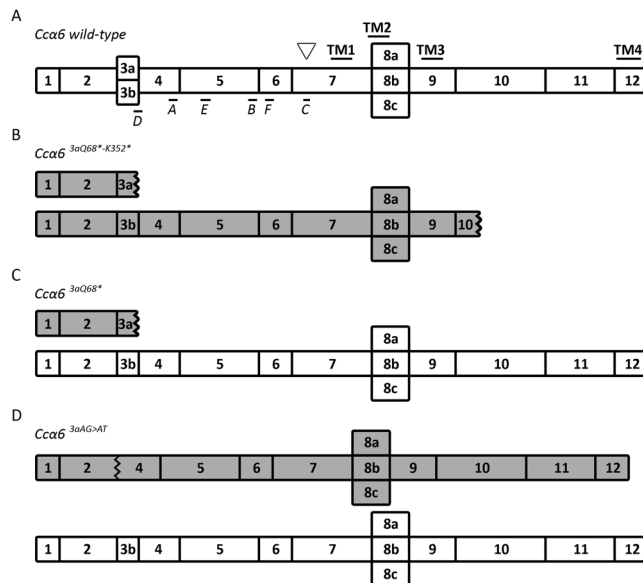 A
Ccα6 wild-type
TM1 TM2 TM3 TM4
1 2 3a 3b 4 5 6 7 8a 8b 8c 9 10 11 12
D A E B F C
B
Ccα6 3aQ68*-K352*
1 2 3a
1 2 3b 4 5 6 7 8a 8b 8c 9 10
C
Ccα6 3aQ68*
1 2 3a
1 2 3b 4 5 6 7 8a 8b 8c 9 10 11 12
D
Ccα6 3aAG>AT
1 2 4 5 6 7 8a 8b 8c 9 10 11 12
1 2 3b 4 5 6 7 8a 8b 8c 9 10 11 12